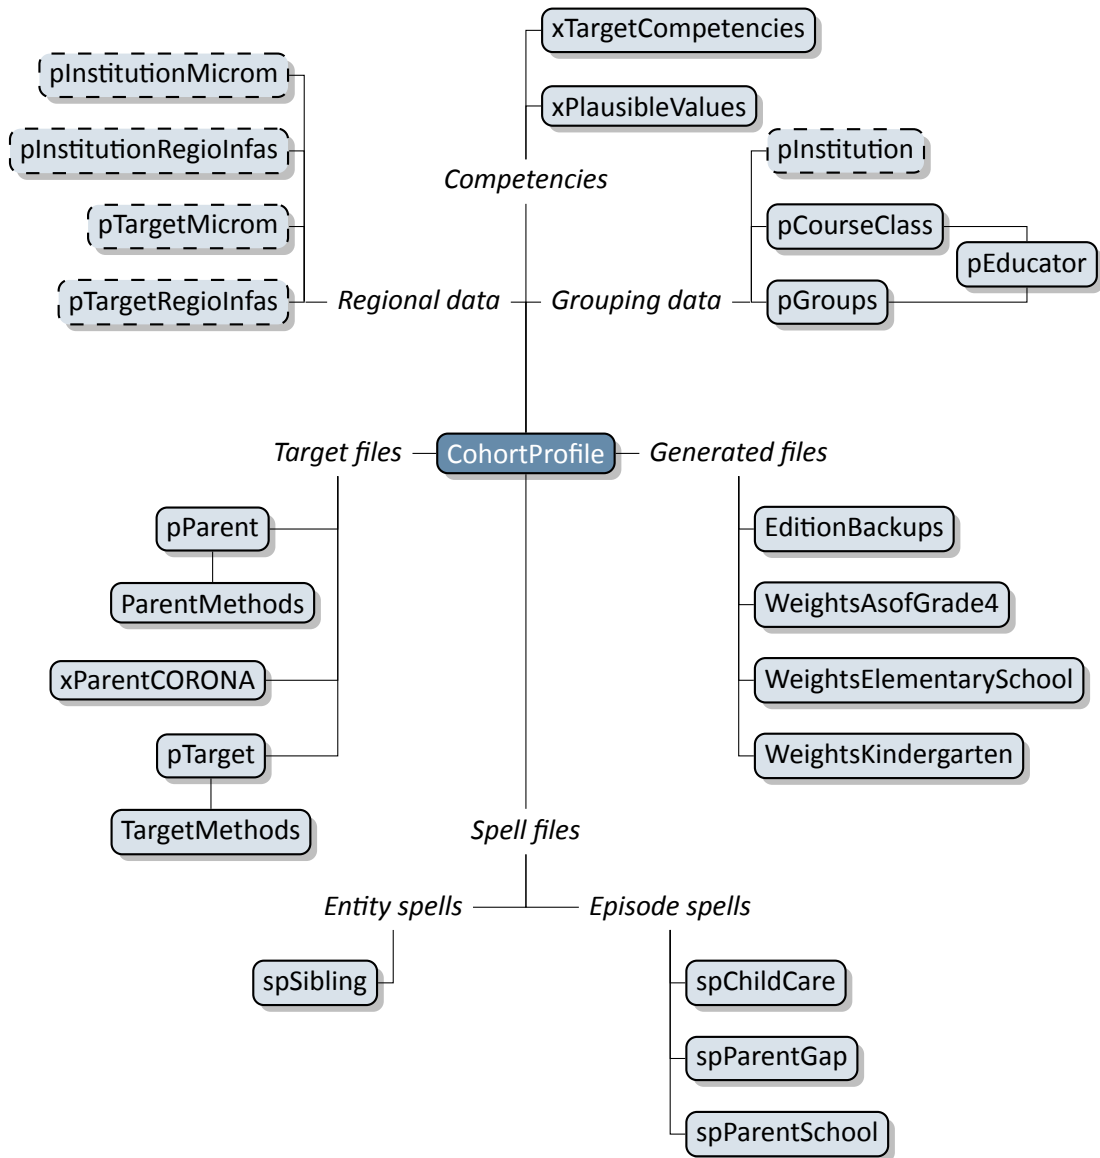 xTargetCompetencies
pInstitutionMicrom
xPlausibleValues
pInstitutionRegioInfas
pInstitution
Competencies
pTargetMicrom
pCourseClass
pEducator
pTargetRegioInfas
Regional data
Grouping data
pGroups
Target files
CohortProfile
Generated files
pParent
EditionBackups
ParentMethods
WeightsAsofGrade4
xParentCORONA
WeightsElementarySchool
pTarget
WeightsKindergarten
TargetMethods
Spell files
Entity spells
Episode spells
spSibling
spChildCare
spParentGap
spParentSchool